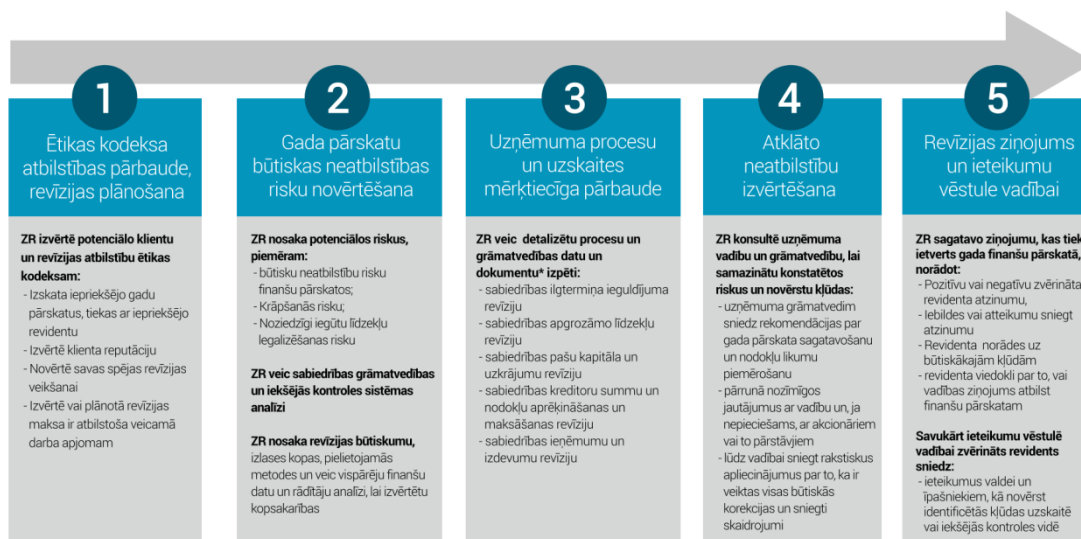 1
Ētikas kodeksa
atbilstības pārbaude,
revīzijas plānošana
ZR izvērtē potenciālo klientu
un revīzijas atbilstību ētikas
kodeksam:
- Izskata iepriekšējo gadu
pārskatus, tiekas ar iepriekšējo
revidentu
- Izvērtē klienta reputāciju
- Novērtē savas spējas revīzijas
veikšanai
- Izvērtē vai plānotā revīzijas
maksa ir atbilstoša veicamā
darba apjomam
2
Gada pārskatu
būtiskas neatbilstības
risku novērtēšana
ZR nosaka potenciālos riskus,
piemēram:
- būtisku neatbilstību risku
finanšu pārskatos;
- Krāpšanās risku;
- Noziedzīgi iegūtu līdzekļu
legalizēšanas risku
ZR veic sabiedrības grāmatvedības
un iekšējās kontroles sistēmas
analīzi
ZR nosaka revīzijas būtiskumu,
izlases kopas, pielietojamās
metodes un veic vispārēju finanšu
datu un rādītāju analīzi, lai izvērtētu
kopsakarības
3
Uzņēmuma procesu
un uzskaites
mērķtiecīga pārbaude
ZR veic detalizētu procesu un
grāmatvedības datu un
dokumentu* izpēti:
- sabiedrības ilgtermiņa ieguldījuma
revīziju
- sabiedrības apgrozāmo līdzekļu
revīziju
- sabiedrības pašu kapitāla un
uzkrājumu revīziju
- sabiedrības kreditoru summu un
nodokļu aprēķināšanas un
maksāšanas revīziju
- sabiedrības ieņēmumu un
izdevumu revīziju
4
Atklāto
neatbilstību
izvērtēšana
ZR konsultē uzņēmuma
vadību un grāmatvedību, lai
samazinātu konstatētos
riskus un novērstu kļūdas:
- uzņēmuma grāmatvedim
sniedz rekomendācijas par
gada pārskata sagatavošanu
un nodokļu likumu
piemērošanu
- pārrunā nozīmīgos
jautājumus ar vadību un, ja
nepieciešams, ar akcionāriem
vai to pārstāvjiem
- lūdz vadībai sniegt rakstiskus
apliecinājumus par to, ka ir
veiktas visas būtiskās
korekcijas un sniegti
skaidrojumi
5
Revīzijas ziņojums
un ieteikumu
vēstule vadībai
ZR sagatavo ziņojumu, kas tiek
ietverts gada finanšu pārskatā,
norādot:
- Pozitīvu vai negatīvu zvērināta
revidenta atzinumu,
- Iebildes vai atteikumu sniegt
atzinumu
- Revidenta norādes uz
būtiskākajām kļūdām
- revidenta viedokli par to, vai
vadības ziņojums atbilst
finanšu pārskatam
Savukārt ieteikumu vēstulē
vadībai zvērināts revidents
sniedz:
- ieteikumus valdei un
īpašniekiem, kā novērst
identificētās kļūdas uzskaitē
vai iekšējās kontroles vidē